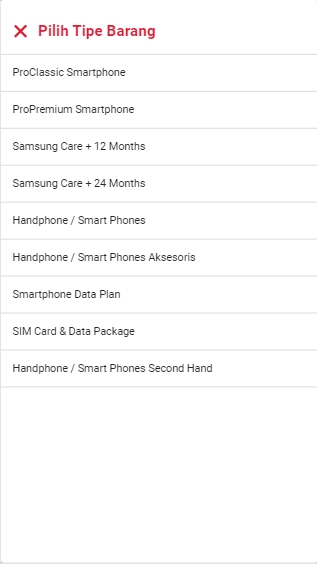 Pilih Tipe Barang
ProClassic Smartphone
ProPremium Smartphone
Samsung Care + 12 Months
Samsung Care + 24 Months
Handphone / Smart Phones
Handphone / Smart Phones Aksesoris
Smartphone Data Plan
SIM Card & Data Package
Handphone / Smart Phones Second Hand